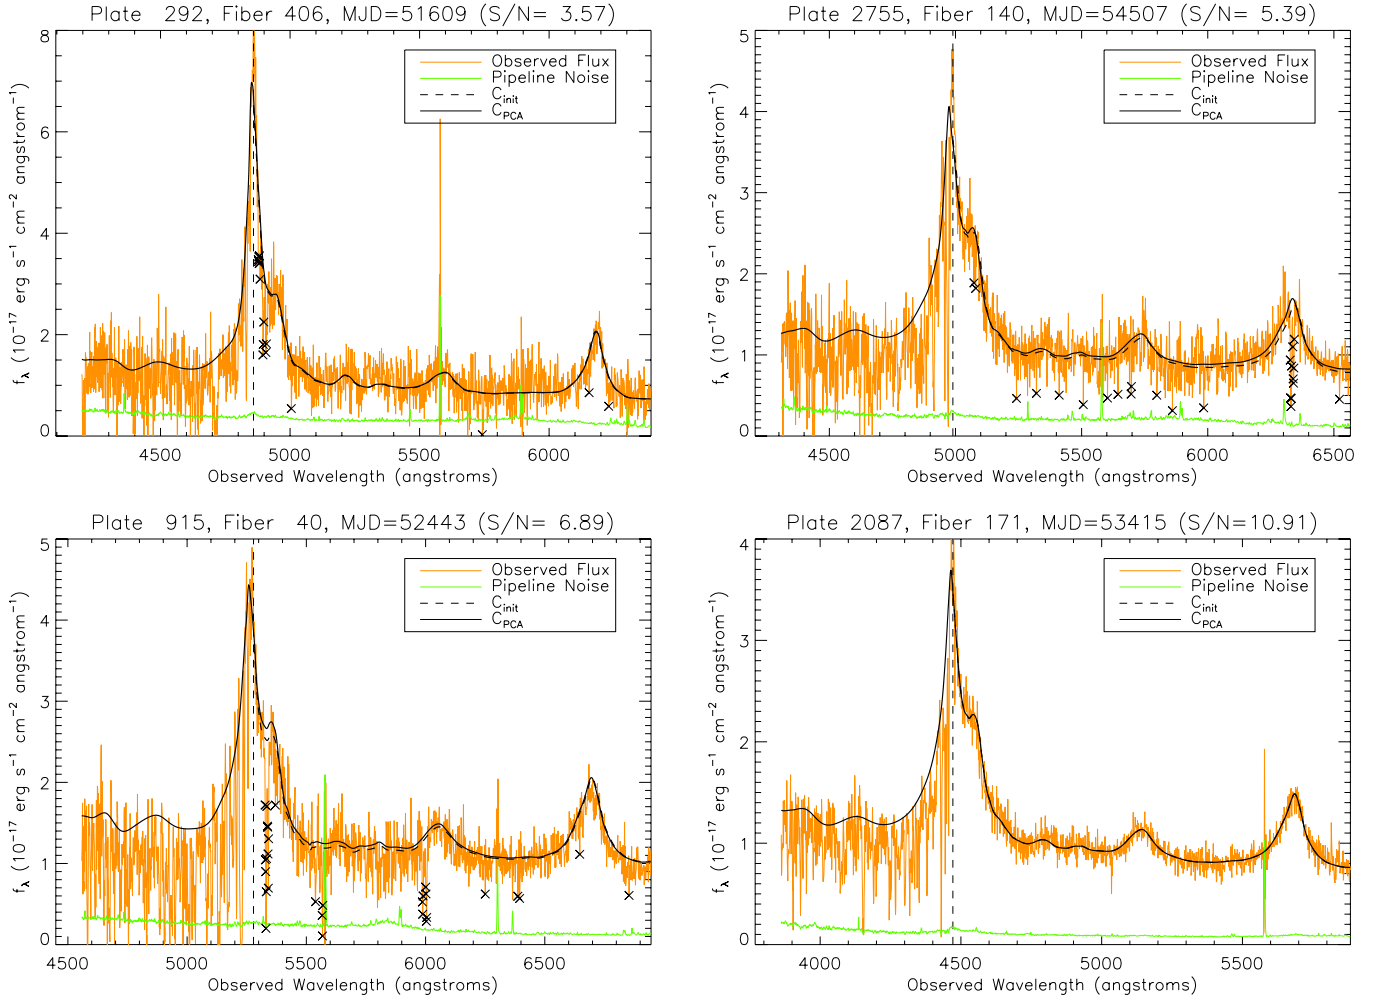 Plate 292, Fiber 406, MJD=51609 (S/N= 3.57)
8
6
4
2
0
f_λ (10⁻¹⁷ erg s⁻¹ cm⁻² angstrom⁻¹)
Observed Flux
Pipeline Noise
C_init
C_PCA
4500 5000 5500 6000
Observed Wavelength (angstroms)
Plate 2755, Fiber 140, MJD=54507 (S/N= 5.39)
5
4
3
2
1
0
f_λ (10⁻¹⁷ erg s⁻¹ cm⁻² angstrom⁻¹)
Observed Flux
Pipeline Noise
C_init
C_PCA
4500 5000 5500 6000 6500
Observed Wavelength (angstroms)
Plate 915, Fiber 40, MJD=52443 (S/N= 6.89)
5
4
3
2
1
0
f_λ (10⁻¹⁷ erg s⁻¹ cm⁻² angstrom⁻¹)
Observed Flux
Pipeline Noise
C_init
C_PCA
4500 5000 5500 6000 6500
Observed Wavelength (angstroms)
Plate 2087, Fiber 171, MJD=53415 (S/N=10.91)
4
3
2
1
0
f_λ (10⁻¹⁷ erg s⁻¹ cm⁻² angstrom⁻¹)
Observed Flux
Pipeline Noise
C_init
C_PCA
4000 4500 5000 5500
Observed Wavelength (angstroms)